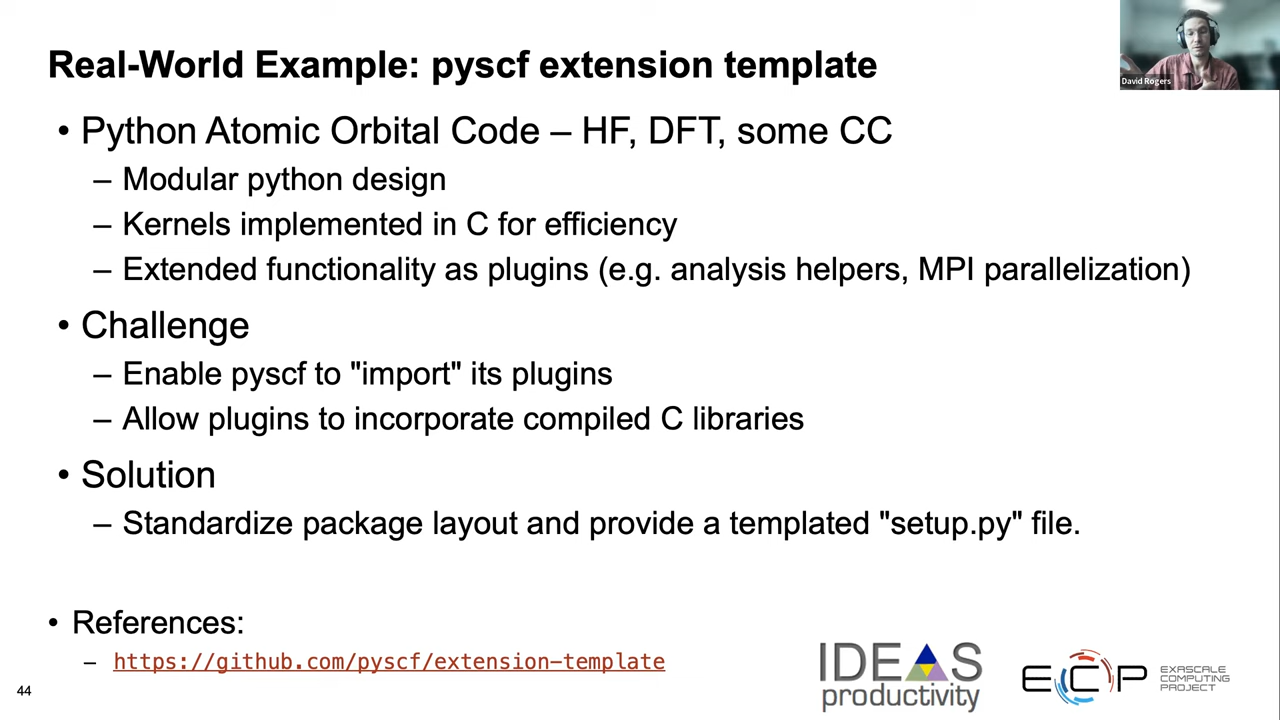 Real-World Example: pyscf extension template
David Rogers
• Python Atomic Orbital Code – HF, DFT, some CC
– Modular python design
– Kernels implemented in C for efficiency
– Extended functionality as plugins (e.g. analysis helpers, MPI parallelization)
• Challenge
– Enable pyscf to "import" its plugins
– Allow plugins to incorporate compiled C libraries
• Solution
– Standardize package layout and provide a templated "setup.py" file.
• References:
– https://github.com/pyscf/extension-template
44
IDEAS
productivity
ECP
EXASCALE
COMPUTING
PROJECT